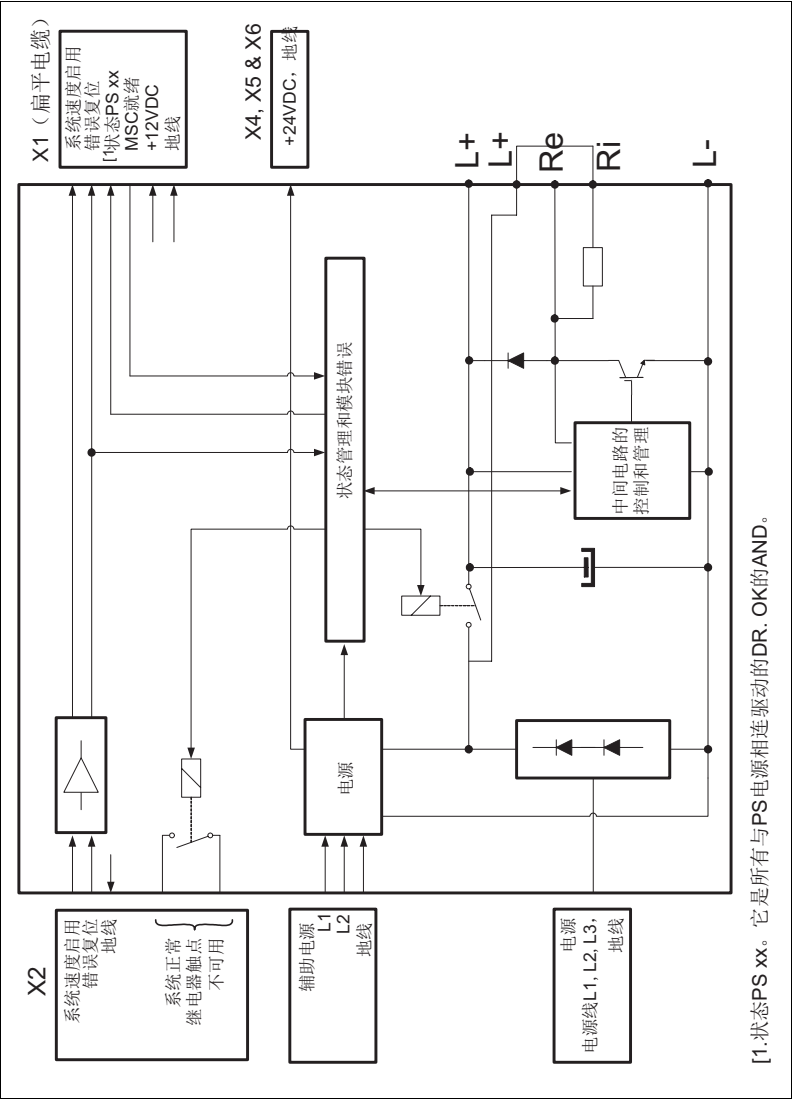 X1（扁平电缆）
系统速度启用
错误复位
[1状态PS xx
MSC就绪
+12VDC
地线
X4, X5 & X6
+24VDC，地线
L+
L+
Re
Ri
L-
状态管理和模块错误
中间电路的
控制和管理
电源
X2
系统速度启用
错误复位
地线
系统正常
继电器触点
不可用
辅助电源
L1
L2
地线
电源
电源线L1, L2, L3,
地线
[1.状态PS xx。它是所有与PS电源相连驱动的DR. OK的AND。